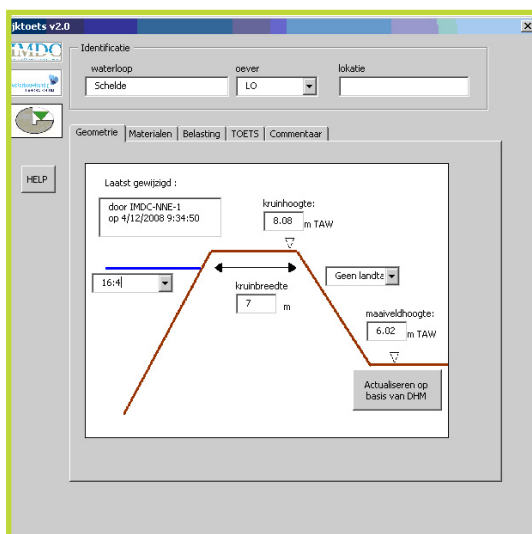 jktoets v2.0
IMDC
Identificatie
waterloop
oever
lokatie
Schelde
LO
Geometrie
Materialen
Belasting
TOETS
Commentaar
HELP
Laatst gewijzigd :
door IMDC-NNE-1
op 4/12/2008 9:34:50
kruinhoogte:
8.08 m TAW
16:4
kruinbreedte
7 m
Geen landta
maaiveldhoogte:
6.02 m TAW
Actualiseren op
basis van DHM